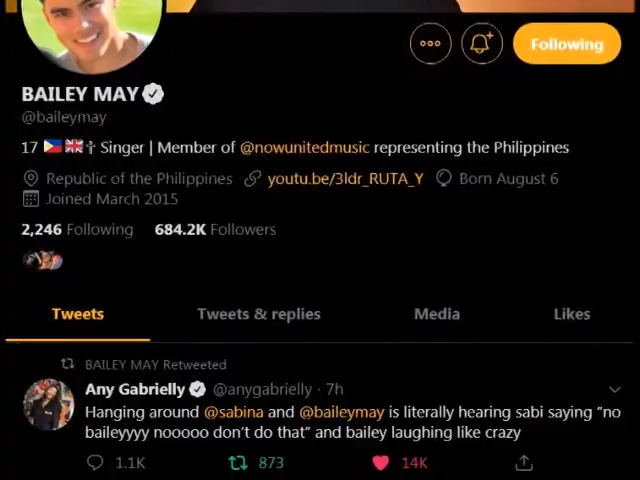 Following
BAILEY MAY
@baileymay
17 🇵🇭🇬🇧✝ Singer | Member of @nowunitedmusic representing the Philippines
Republic of the Philippines youtu.be/3ldr_RUTA_Y Born August 6
Joined March 2015
2,246 Following 684.2K Followers
Tweets Tweets & replies Media Likes
BAILEY MAY Retweeted
Any Gabrielly @anygabrielly · 7h
Hanging around @sabina and @baileymay is literally hearing sabi saying “no
baileyyyy nooooo don’t do that” and bailey laughing like crazy
1.1K 873 14K